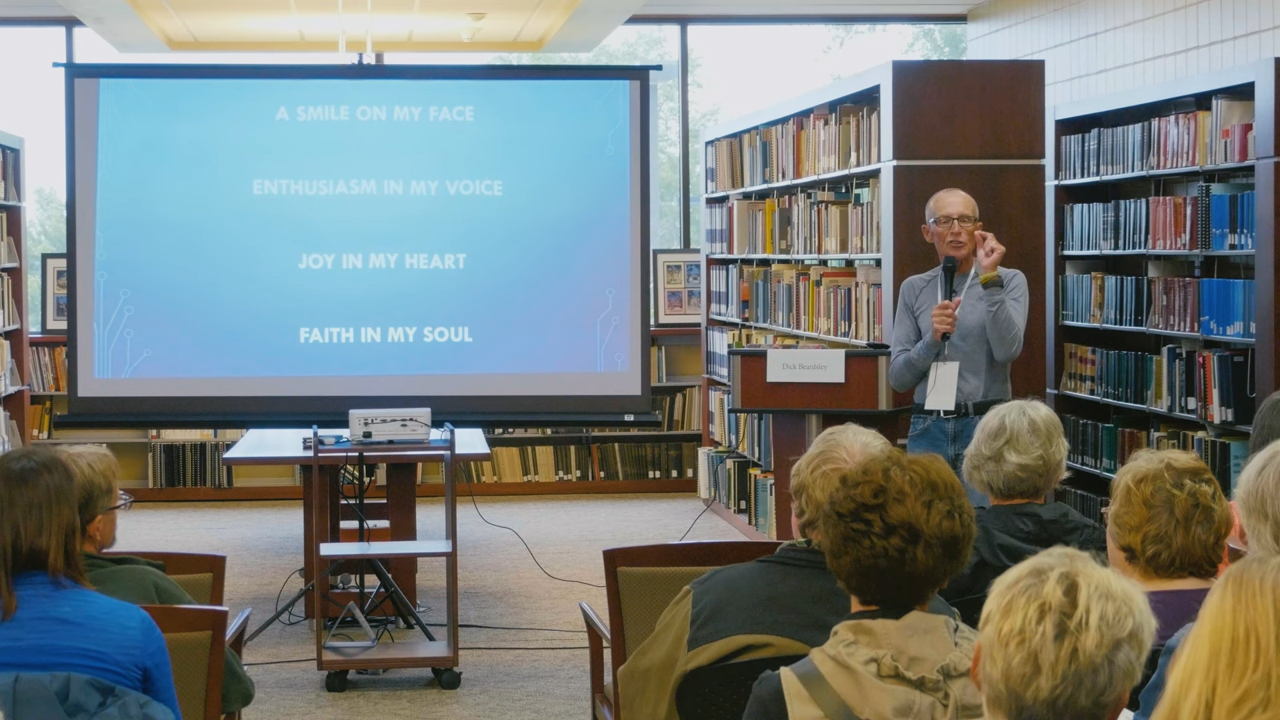 A SMILE ON MY FACE
ENTHUSIASM IN MY VOICE
JOY IN MY HEART
FAITH IN MY SOUL
Dick Beardsley